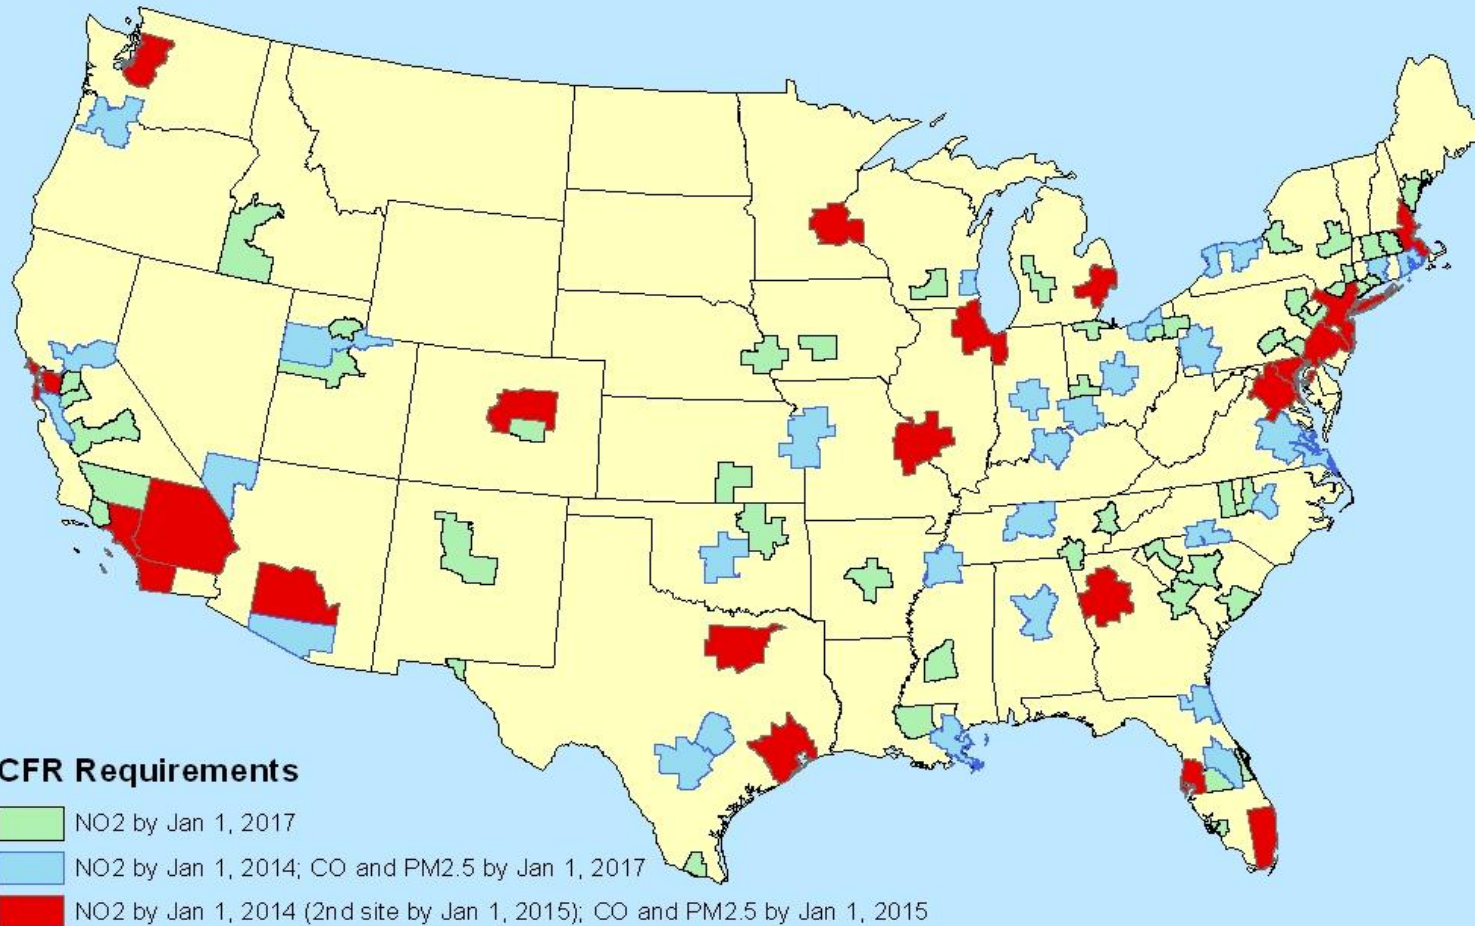 CFR Requirements
NO2 by Jan 1, 2017
NO2 by Jan 1, 2014; CO and PM2.5 by Jan 1, 2017
NO2 by Jan 1, 2014 (2nd site by Jan 1, 2015); CO and PM2.5 by Jan 1, 2015